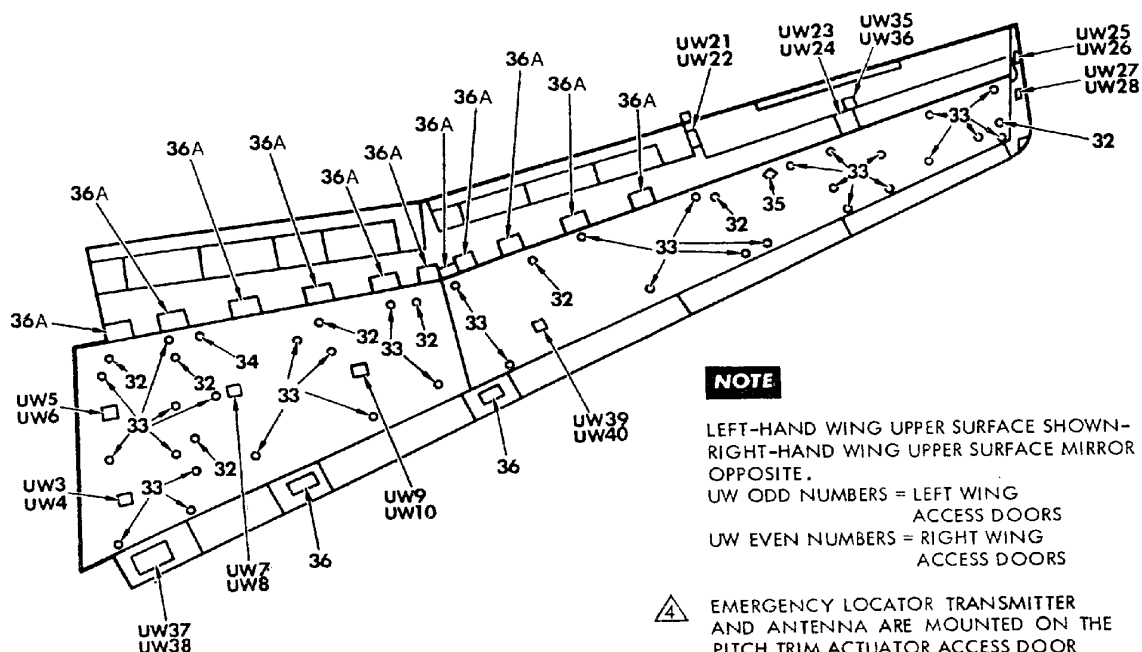 UW35
UW36
UW23
UW24
UW21
UW22
UW25
UW26
UW27
UW28
36A
36A
36A
36A
36A
36A
36A
36A
36A
36A
36A
33
32
33
35
32
33
32
36A
34
32
32
33
32
33
32
33
33
UW5
UW6
33
32
UW39
UW40
36
UW3
UW4
33
UW9
UW10
36
UW7
UW8
UW37
UW38
NOTE
LEFT-HAND WING UPPER SURFACE SHOWN-
RIGHT-HAND WING UPPER SURFACE MIRROR
OPPOSITE.
UW ODD NUMBERS = LEFT WING
ACCESS DOORS
UW EVEN NUMBERS = RIGHT WING
ACCESS DOORS
4 EMERGENCY LOCATOR TRANSMITTER
AND ANTENNA ARE MOUNTED ON THE
PITCH TRIM ACTUATOR ACCESS DOOR